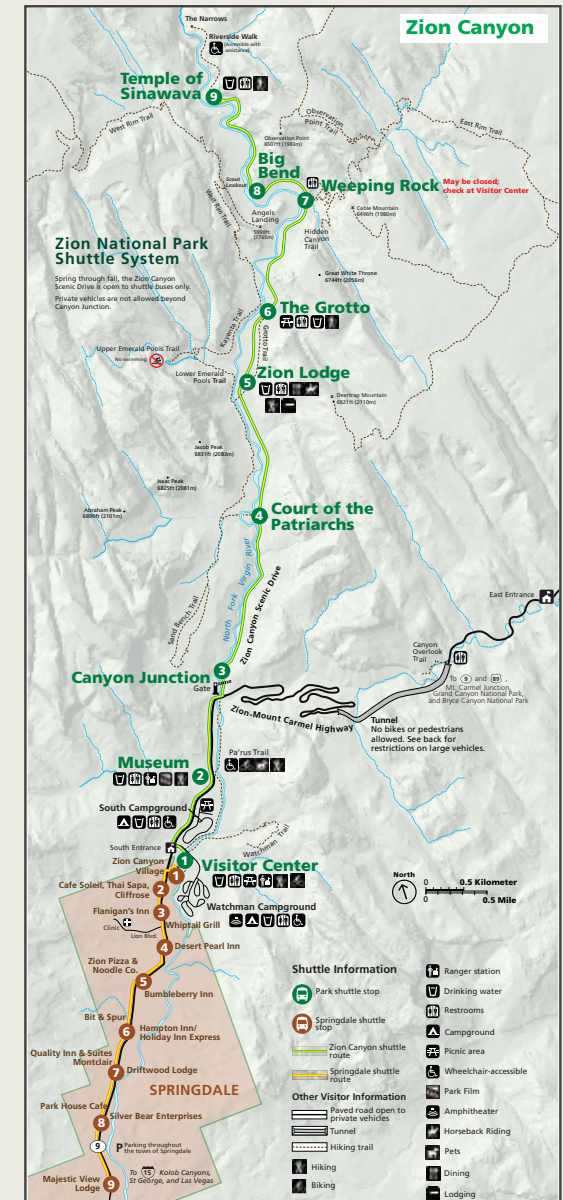 Zion Canyon
The Narrows
Riverside Walk
(Accessible with
assistance)
Temple of
Sinawava
9
West Rim Trail
Observation
Point Trail
East Rim Trail
Observation Point
6507ft (1983m)
Big
Bend
8
Scout
Lookout
Weeping Rock
7
May be closed;
check at Visitor Center
West Rim Trail
Angels
Landing
5990ft
(1765m)
Cable Mountain
6496ft (1980m)
Hidden
Canyon
Trail
Zion National Park
Shuttle System
Spring through fall, the Zion Canyon
Scenic Drive is open to shuttle buses only.
Private vehicles are not allowed beyond
Canyon Junction.
Great White Throne
6744ft (2056m)
6
The Grotto
Kayenta Trail
Grotto Trail
Upper Emerald Pools Trail
No swimming
Lower Emerald
Pools Trail
5
Zion Lodge
Deertrap Mountain
6921ft (2110m)
Jacob Peak
6831ft (2082m)
Isaac Peak
6825ft (2081m)
Abraham Peak
6890ft (2101m)
4
Court of the
Patriarchs
North Fork Virgin River
Zion Canyon Scenic Drive
Sand Bench Trail
East Entrance
Canyon
Overlook
Trail
To 9 and 89,
Mt. Carmel Junction,
Grand Canyon National Park,
and Bryce Canyon National Park
Canyon Junction
3
Gate
Zion-Mount Carmel Highway
Tunnel
No bikes or pedestrians
allowed. See back for
restrictions on large vehicles.
Pa'rus Trail
Museum
2
South Campground
South Entrance
Watchman Trail
1
Visitor Center
Zion Canyon
Village
1
Cafe Soleil, Thai Sapa,
Cliffrose
2
Watchman Campground
Flanigan's Inn
3
Clinic
Lion Blvd.
Whiptail Grill
4
Desert Pearl Inn
North
0 0.5 Kilometer
0 0.5 Mile
Zion Pizza &
Noodle Co.
5
Bumbleberry Inn
Bit & Spur
6
Hampton Inn/
Holiday Inn Express
Quality Inn & Suites
Montclair
7
Driftwood Lodge
SPRINGDALE
Park House Cafe
8
Silver Bear Enterprises
9
P Parking throughout
the town of Springdale
To 15 Kolob Canyons,
St George, and Las Vegas
Majestic View
Lodge
9
Shuttle Information
Park shuttle stop
Springdale shuttle
stop
Zion Canyon shuttle
route
Springdale shuttle
route
Other Visitor Information
Paved road open to
private vehicles
Tunnel
Hiking trail
Hiking
Biking
Ranger station
Drinking water
Restrooms
Campground
Picnic area
Wheelchair-accessible
Park Film
Amphitheater
Horseback Riding
Pets
Dining
Lodging